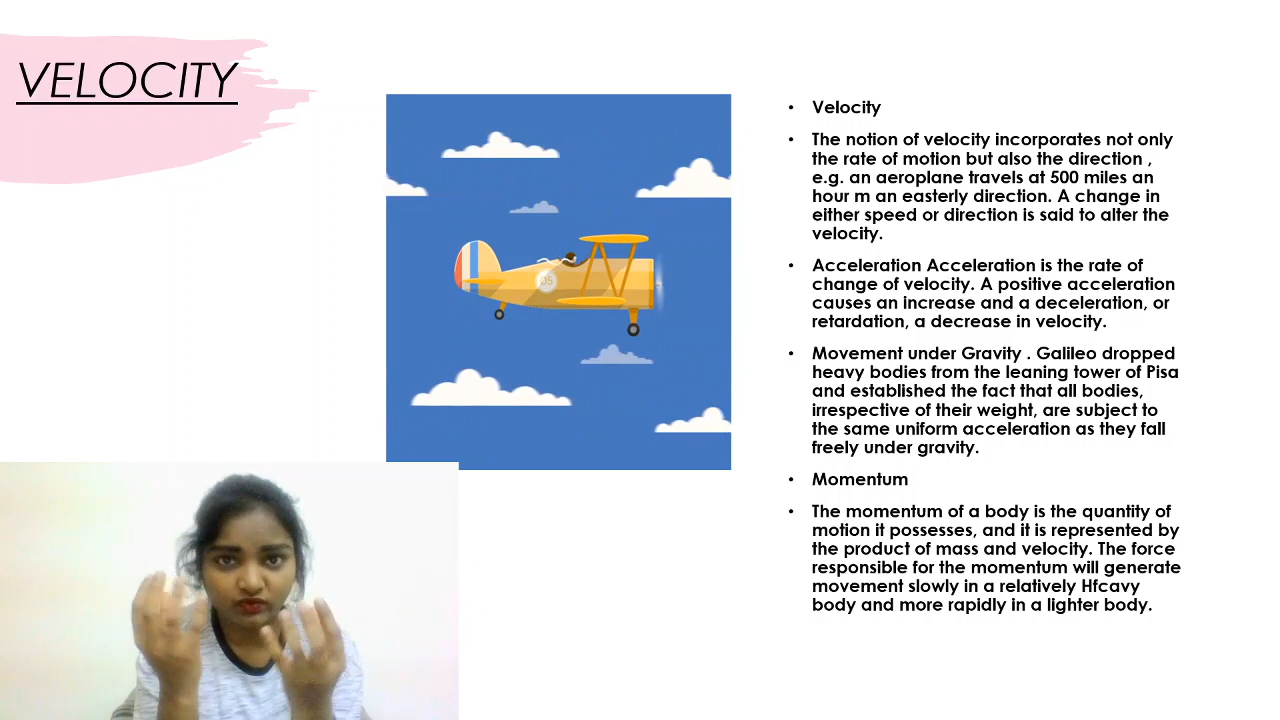 VELOCITY
05
• Velocity
• The notion of velocity incorporates not only
the rate of motion but also the direction ,
e.g. an aeroplane travels at 500 miles an
hour m an easterly direction. A change in
either speed or direction is said to alter the
velocity.
• Acceleration Acceleration is the rate of
change of velocity. A positive acceleration
causes an increase and a deceleration, or
retardation, a decrease in velocity.
• Movement under Gravity . Galileo dropped
heavy bodies from the leaning tower of Pisa
and established the fact that all bodies,
irrespective of their weight, are subject to
the same uniform acceleration as they fall
freely under gravity.
• Momentum
• The momentum of a body is the quantity of
motion it possesses, and it is represented by
the product of mass and velocity. The force
responsible for the momentum will generate
movement slowly in a relatively Hfcavy
body and more rapidly in a lighter body.